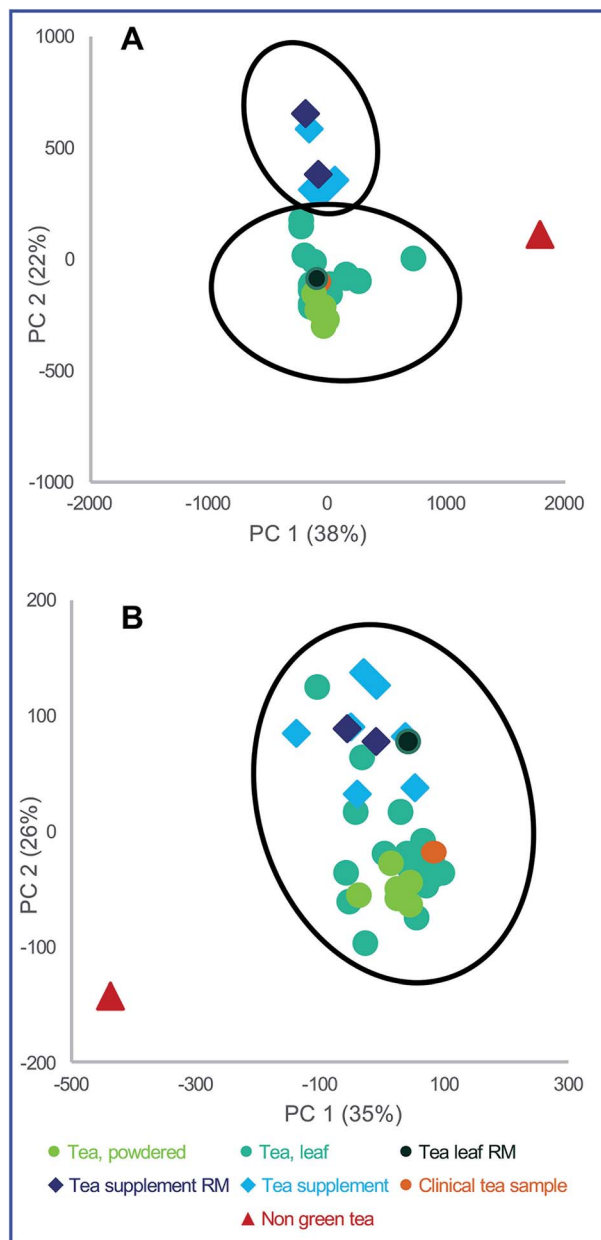 A
1000
500
0
-500
-1000
PC 2 (22%)
-2000 -1000 0 1000 2000
PC 1 (38%)
B
200
100
0
-100
-200
PC 2 (26%)
-500 -300 -100 100 300
PC 1 (35%)
Tea, powdered Tea, leaf Tea leaf RM
Tea supplement RM Tea supplement Clinical tea sample
Non green tea